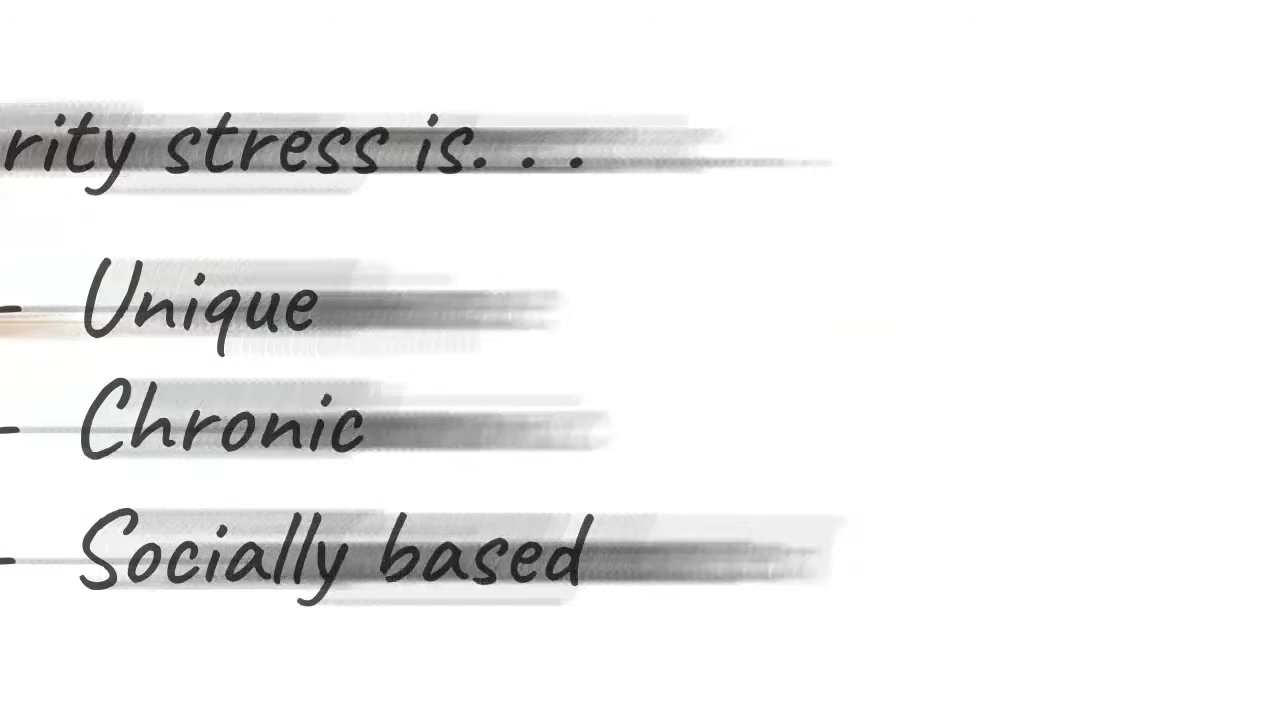 rity stress is. . .
- Unique
- Chronic
- Socially based